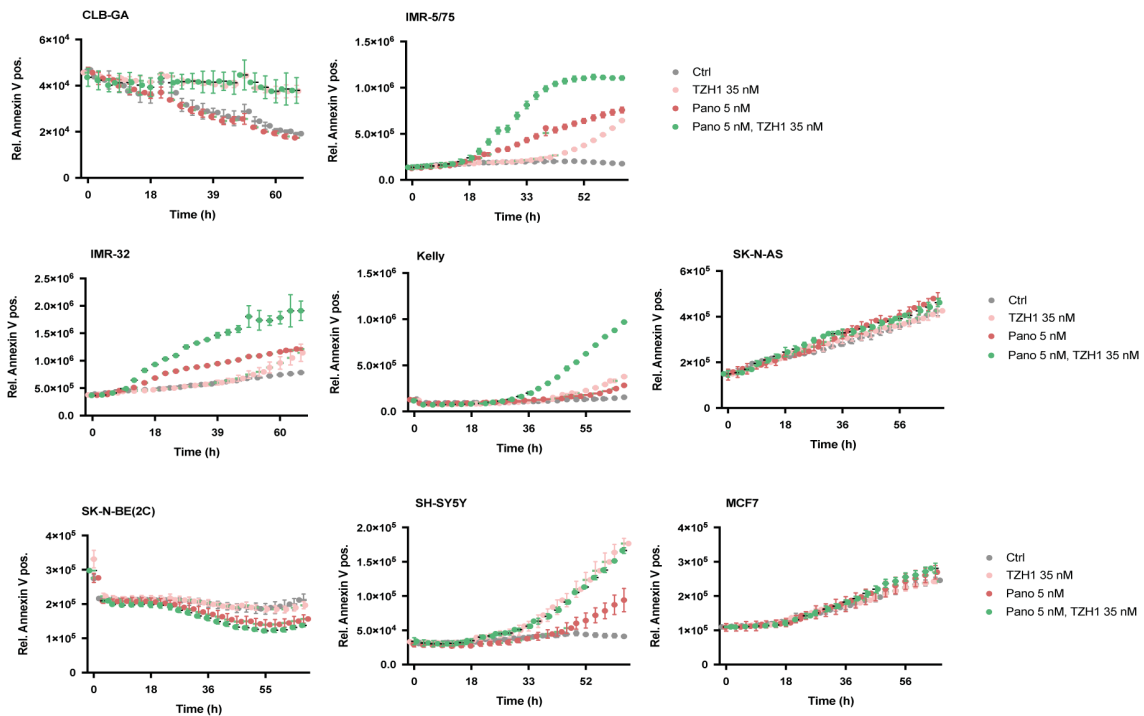 CLB-GA
Rel. Annexin V pos.
6×10⁴
4×10⁴
2×10⁴
0
0 18 39 60
Time (h)
IMR-5/75
Rel. Annexin V pos.
1.5×10⁶
1.0×10⁶
5.0×10⁶
0.0
0 18 33 52
Time (h)
Ctrl
TZH1 35 nM
Pano 5 nM
Pano 5 nM, TZH1 35 nM
IMR-32
Rel. Annexin V pos.
2.5×10⁶
2.0×10⁶
1.5×10⁶
1.0×10⁶
5.0×10⁵
0.0
0 18 39 60
Time (h)
Kelly
Rel. Annexin V pos.
1.5×10⁶
1.0×10⁶
5.0×10⁵
0.0
0 18 36 55
Time (h)
SK-N-AS
Rel. Annexin V pos.
6×10⁵
4×10⁵
2×10⁵
0
0 18 36 56
Time (h)
Ctrl
TZH1 35 nM
Pano 5 nM
Pano 5 nM, TZH1 35 nM
SK-N-BE(2C)
Rel. Annexin V pos.
4×10⁵
3×10⁵
2×10⁵
1×10⁵
0
0 18 36 55
Time (h)
SH-SY5Y
Rel. Annexin V pos.
2.0×10⁵
1.5×10⁵
1.0×10⁵
5.0×10⁴
0.0
0 18 33 52
Time (h)
MCF7
Rel. Annexin V pos.
4×10⁵
3×10⁵
2×10⁵
1×10⁵
0
0 18 36 56
Time (h)
Ctrl
TZH1 35 nM
Pano 5 nM
Pano 5 nM, TZH1 35 nM